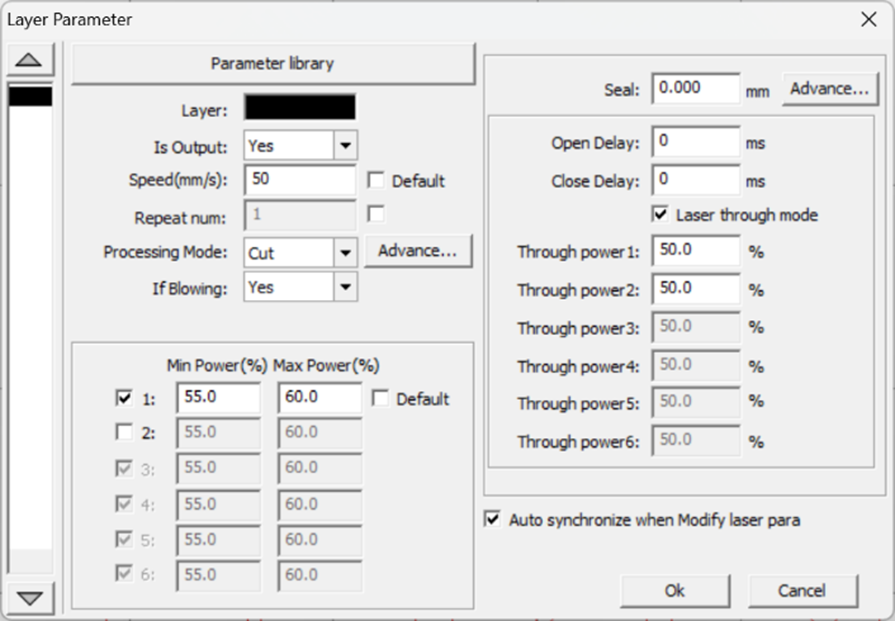 Layer Parameter
Parameter library
Layer:
Is Output: Yes
Speed(mm/s): 50 Default
Repeat num: 1
Processing Mode: Cut Advance...
If Blowing: Yes
Min Power(%) Max Power(%)
1: 55.0 60.0 Default
2: 55.0 60.0
3: 55.0 60.0
4: 55.0 60.0
5: 55.0 60.0
6: 55.0 60.0
Seal: 0.000 mm Advance...
Open Delay: 0 ms
Close Delay: 0 ms
Laser through mode
Through power1: 50.0 %
Through power2: 50.0 %
Through power3: 50.0 %
Through power4: 50.0 %
Through power5: 50.0 %
Through power6: 50.0 %
Auto synchronize when Modify laser para
Ok Cancel